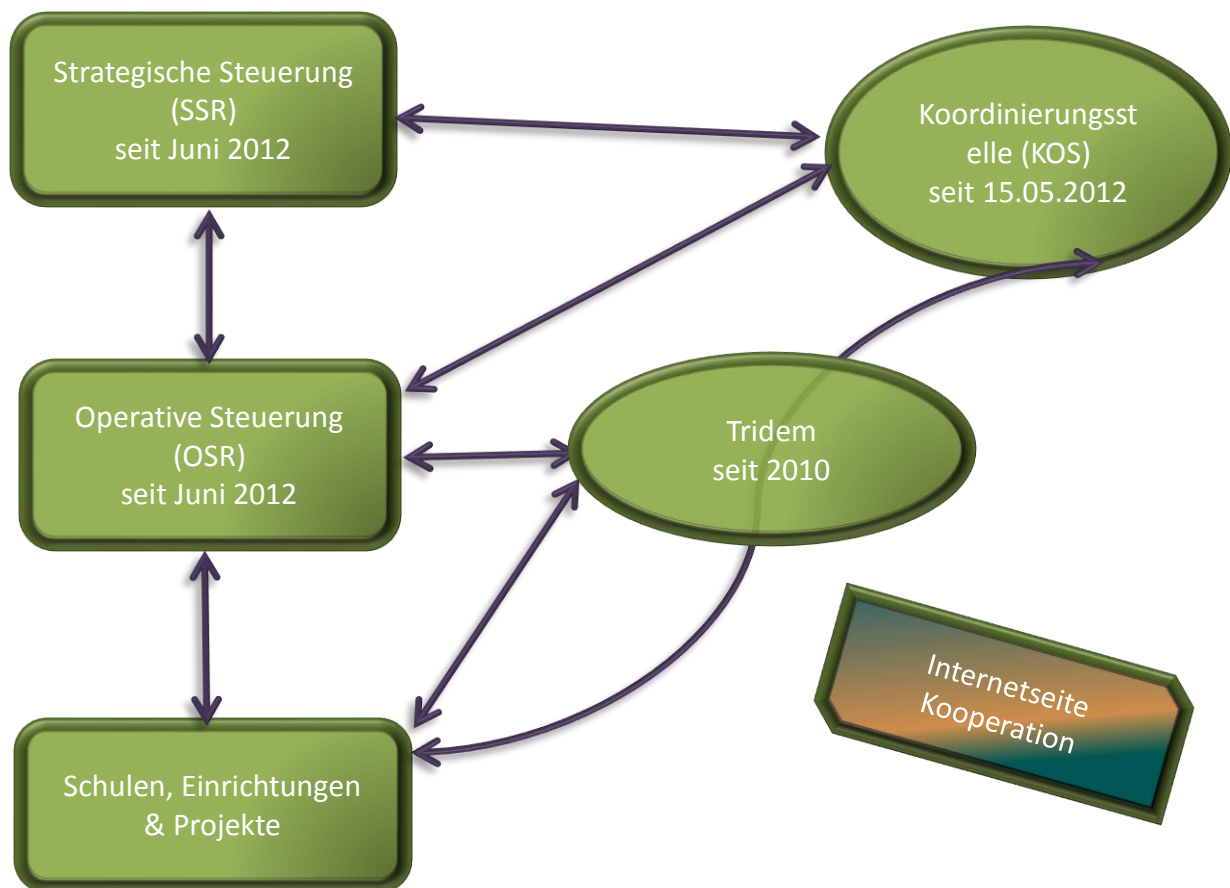 Strategische Steuerung
(SSR)
seit Juni 2012
Koordinierungsst
elle (KOS)
seit 15.05.2012
Operative Steuerung
(OSR)
seit Juni 2012
Tridem
seit 2010
Internetseite
Kooperation
Schulen, Einrichtungen
& Projekte